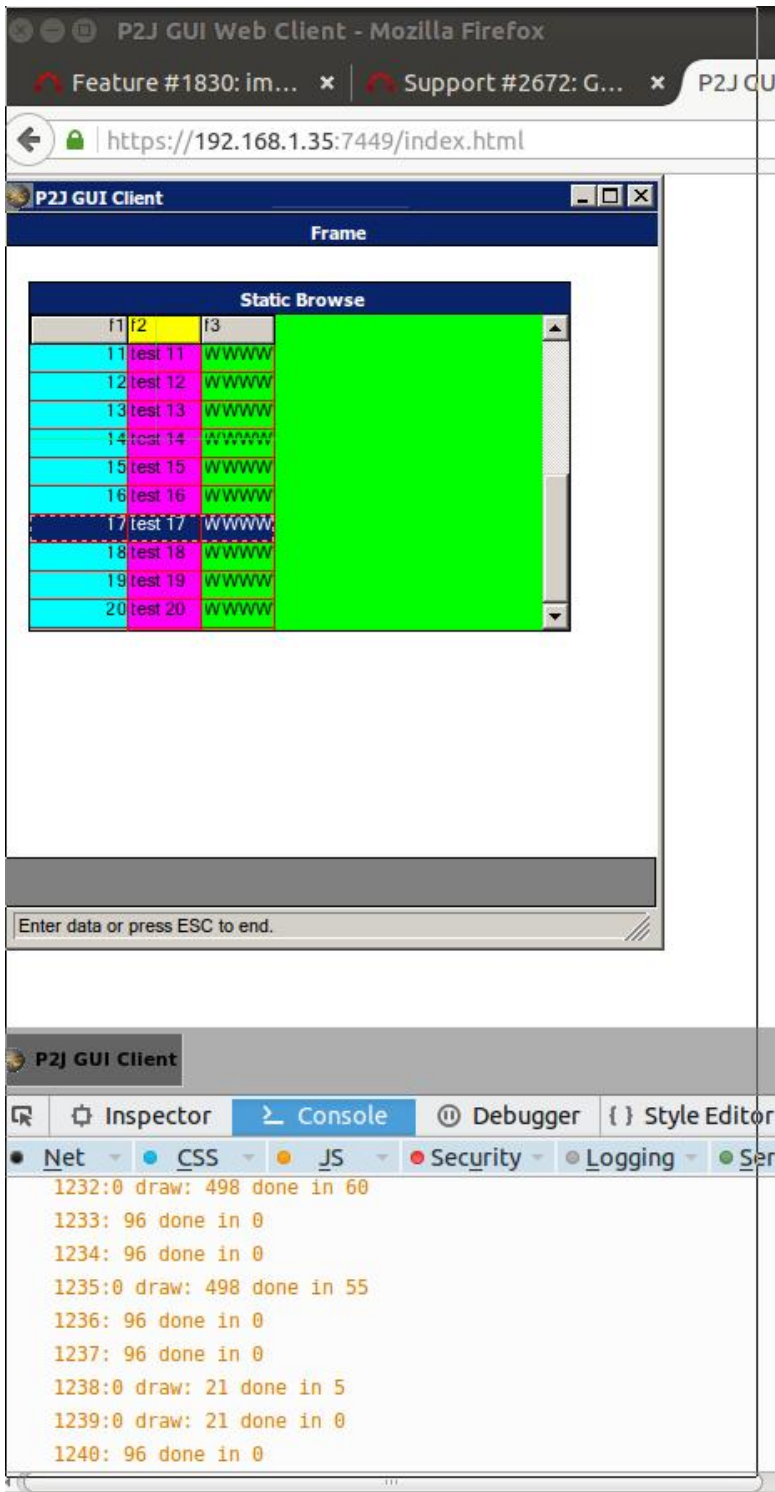 P2J GUI Web Client - Mozilla Firefox
Feature #1830: im... × Support #2672: G... × P2J GU
https://192.168.1.35:7449/index.html
P2J GUI Client
Frame
Static Browse
f1 f2 f3
11 test 11 WWWW
12 test 12 WWWW
13 test 13 WWWW
14 test 14 WWWW
15 test 15 WWWW
16 test 16 WWWW
17 test 17 WWWW
18 test 18 WWWW
19 test 19 WWWW
20 test 20 WWWW
Enter data or press ESC to end.
P2J GUI Client
Inspector Console Debugger { } Style Editor
Net CSS JS Security Logging Ser
1232:0 draw: 498 done in 60
1233: 96 done in 0
1234: 96 done in 0
1235:0 draw: 498 done in 55
1236: 96 done in 0
1237: 96 done in 0
1238:0 draw: 21 done in 5
1239:0 draw: 21 done in 0
1240: 96 done in 0